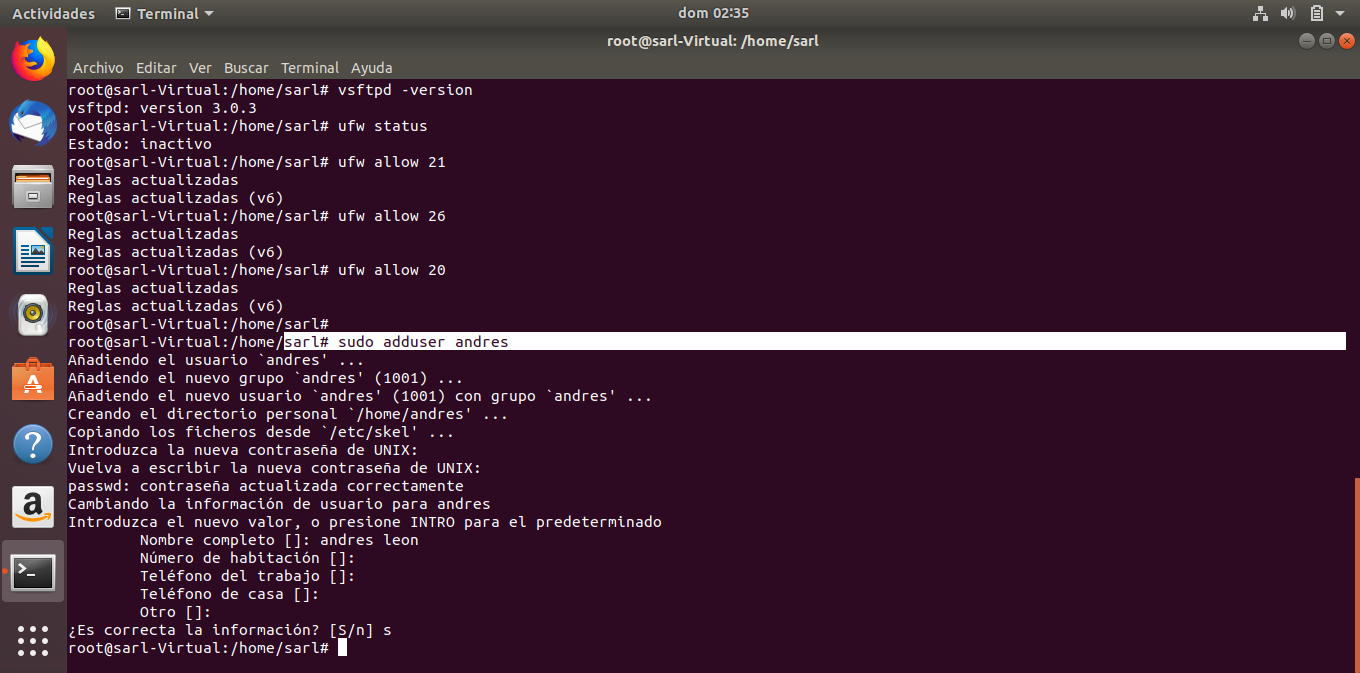 Actividades Terminal dom 02:35
root@sarl-Virtual: /home/sarl
Archivo Editar Ver Buscar Terminal Ayuda
root@sarl-Virtual:/home/sarl# vsftpd -version
vsftpd: version 3.0.3
root@sarl-Virtual:/home/sarl# ufw status
Estado: inactivo
root@sarl-Virtual:/home/sarl# ufw allow 21
Reglas actualizadas
Reglas actualizadas (v6)
root@sarl-Virtual:/home/sarl# ufw allow 26
Reglas actualizadas
Reglas actualizadas (v6)
root@sarl-Virtual:/home/sarl# ufw allow 20
Reglas actualizadas
Reglas actualizadas (v6)
root@sarl-Virtual:/home/sarl#
root@sarl-Virtual:/home/sarl# sudo adduser andres
Añadiendo el usuario `andres' ...
Añadiendo el nuevo grupo `andres' (1001) ...
Añadiendo el nuevo usuario `andres' (1001) con grupo `andres' ...
Creando el directorio personal `/home/andres' ...
Copiando los ficheros desde `/etc/skel' ...
Introduzca la nueva contraseña de UNIX:
Vuelva a escribir la nueva contraseña de UNIX:
passwd: contraseña actualizada correctamente
Cambiando la información de usuario para andres
Introduzca el nuevo valor, o presione INTRO para el predeterminado
Nombre completo []: andres leon
Número de habitación []:
Teléfono del trabajo []:
Teléfono de casa []:
Otro []:
¿Es correcta la información? [S/n] s
root@sarl-Virtual:/home/sarl#